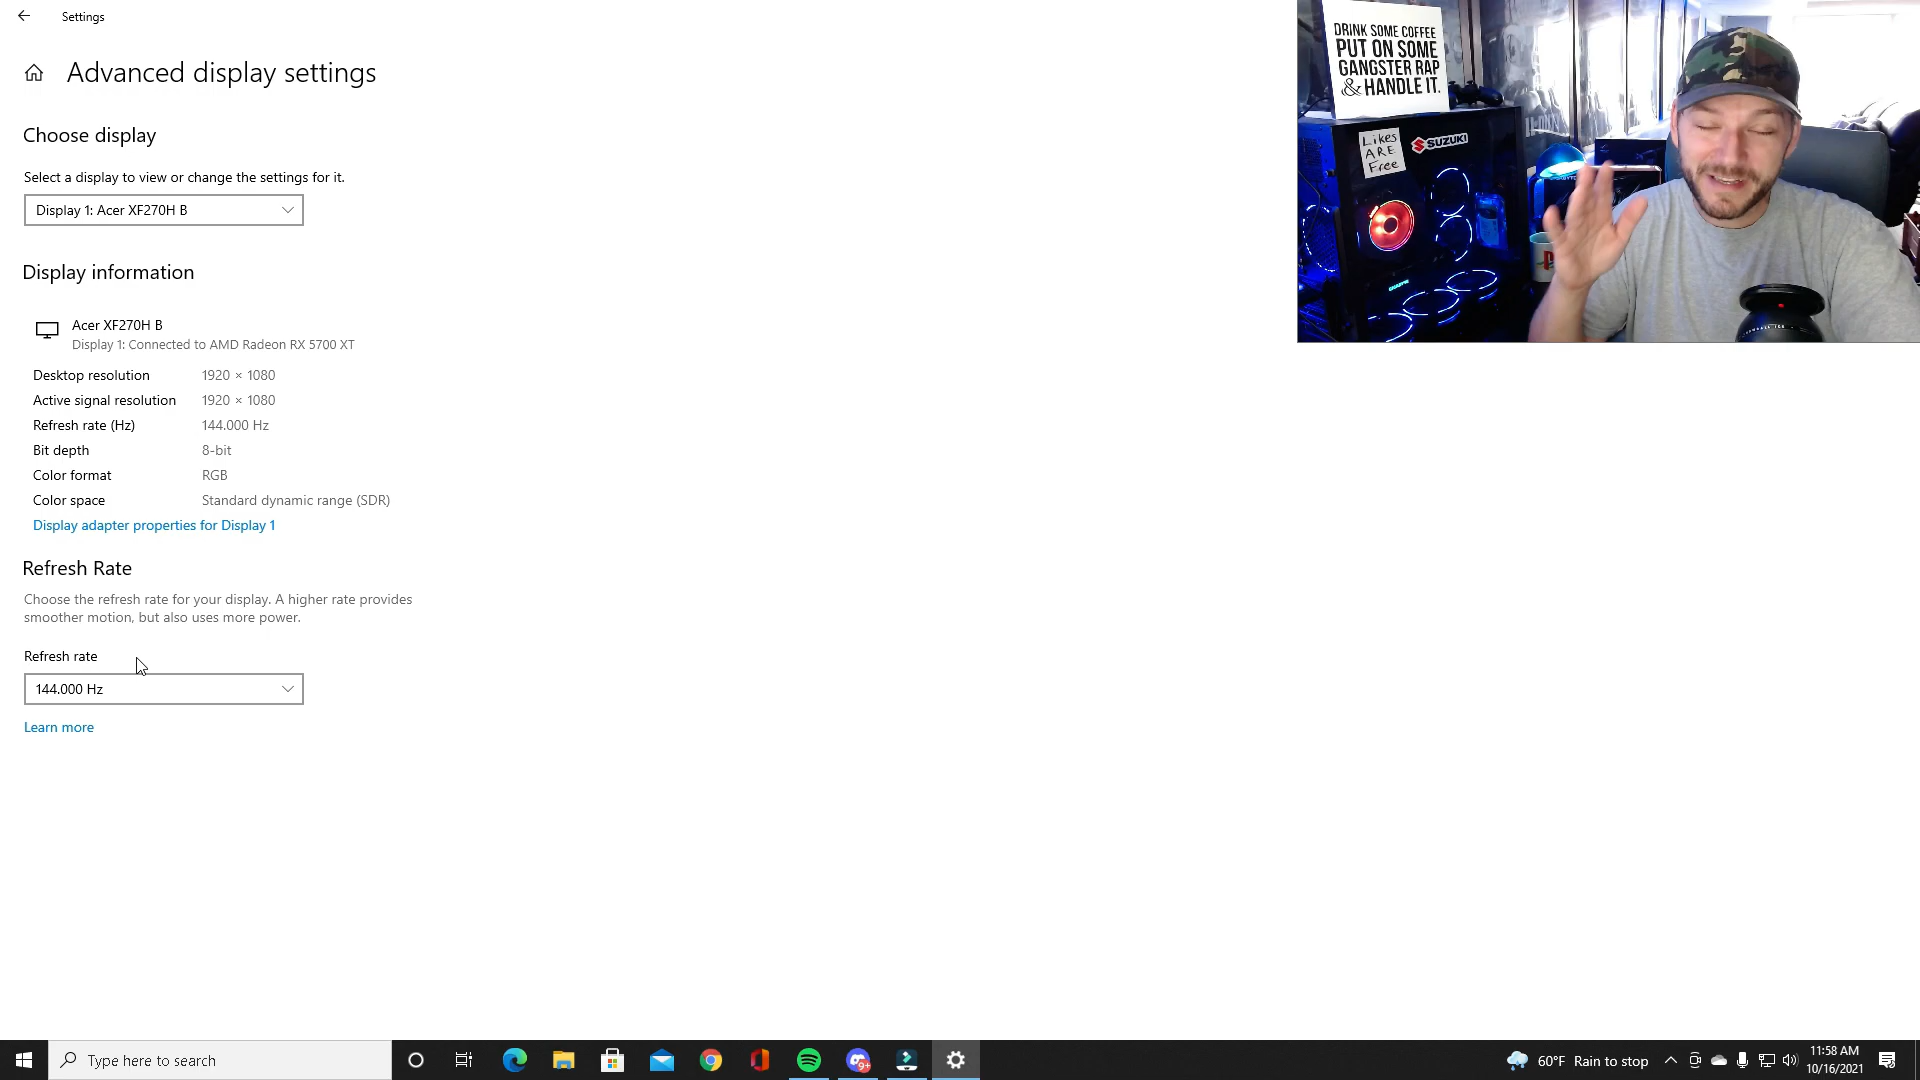 Settings
Advanced display settings
Choose display
Select a display to view or change the settings for it.
Display 1: Acer XF270H B
Display information
Acer XF270H B
Display 1: Connected to AMD Radeon RX 5700 XT
Desktop resolution 1920 × 1080
Active signal resolution 1920 × 1080
Refresh rate (Hz) 144.000 Hz
Bit depth 8-bit
Color format RGB
Color space Standard dynamic range (SDR)
Display adapter properties for Display 1
Refresh Rate
Choose the refresh rate for your display. A higher rate provides
smoother motion, but also uses more power.
Refresh rate
144.000 Hz
Learn more
DRINK SOME COFFEE
PUT ON SOME
GANGSTER RAP
& HANDLE IT.
Likes
ARE
Free
SUZUKI
Type here to search
9+
60°F Rain to stop
11:58 AM
10/16/2021